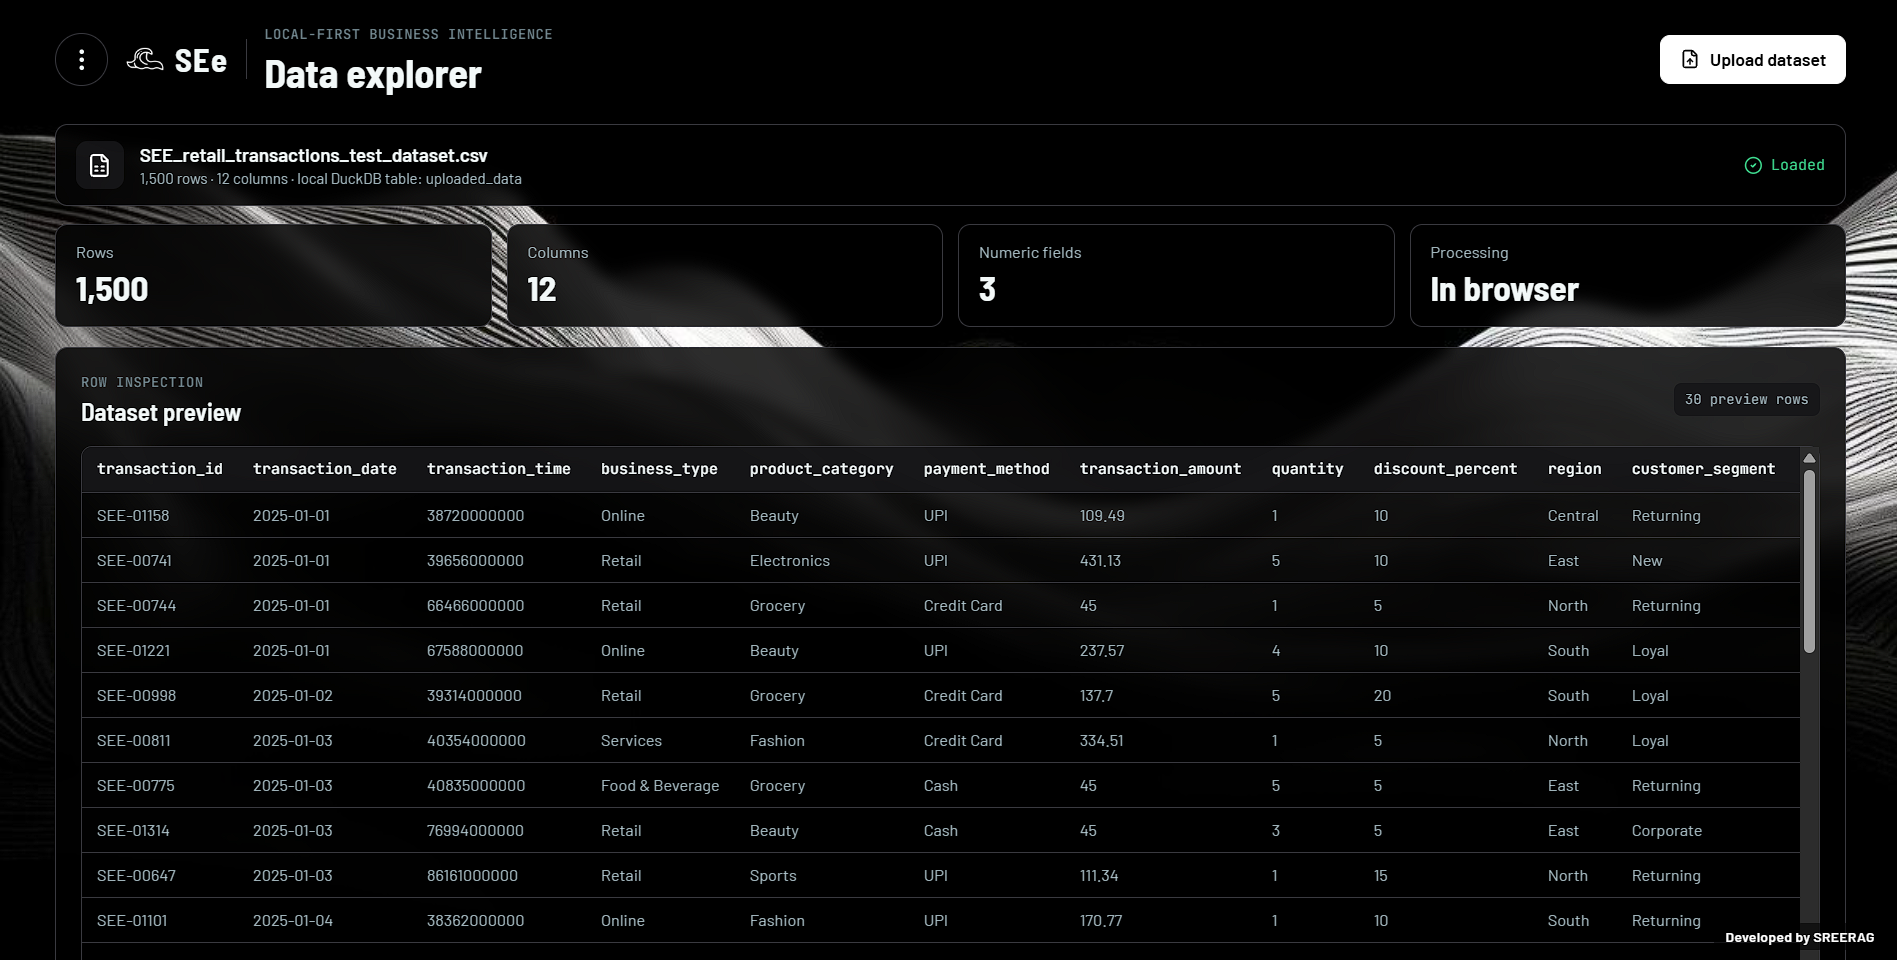 LOCAL-FIRST BUSINESS INTELLIGENCE
SEe
Data explorer
Upload dataset
SEE_retail_transactions_test_dataset.csv
1,500 rows · 12 columns · local DuckDB table: uploaded_data
Loaded
Rows
1,500
Columns
12
Numeric fields
3
Processing
In browser
ROW INSPECTION
Dataset preview
30 preview rows
transaction_id transaction_date transaction_time business_type product_category payment_method transaction_amount quantity discount_percent region customer_segment
SEE-01158 2025-01-01 38720000000 Online Beauty UPI 109.49 1 10 Central Returning
SEE-00741 2025-01-01 39656000000 Retail Electronics UPI 431.13 5 10 East New
SEE-00744 2025-01-01 66466000000 Retail Grocery Credit Card 45 1 5 North Returning
SEE-01221 2025-01-01 67588000000 Online Beauty UPI 237.57 4 10 South Loyal
SEE-00998 2025-01-02 39314000000 Retail Grocery Credit Card 137.7 5 20 South Loyal
SEE-00811 2025-01-03 40354000000 Services Fashion Credit Card 334.51 1 5 North Loyal
SEE-00775 2025-01-03 40835000000 Food & Beverage Grocery Cash 45 5 5 East Returning
SEE-01314 2025-01-03 76994000000 Retail Beauty Cash 45 3 5 East Corporate
SEE-00647 2025-01-03 86161000000 Retail Sports UPI 111.34 1 15 North Returning
SEE-01101 2025-01-04 38362000000 Online Fashion UPI 170.77 1 10 South Returning
Developed by SREERAG